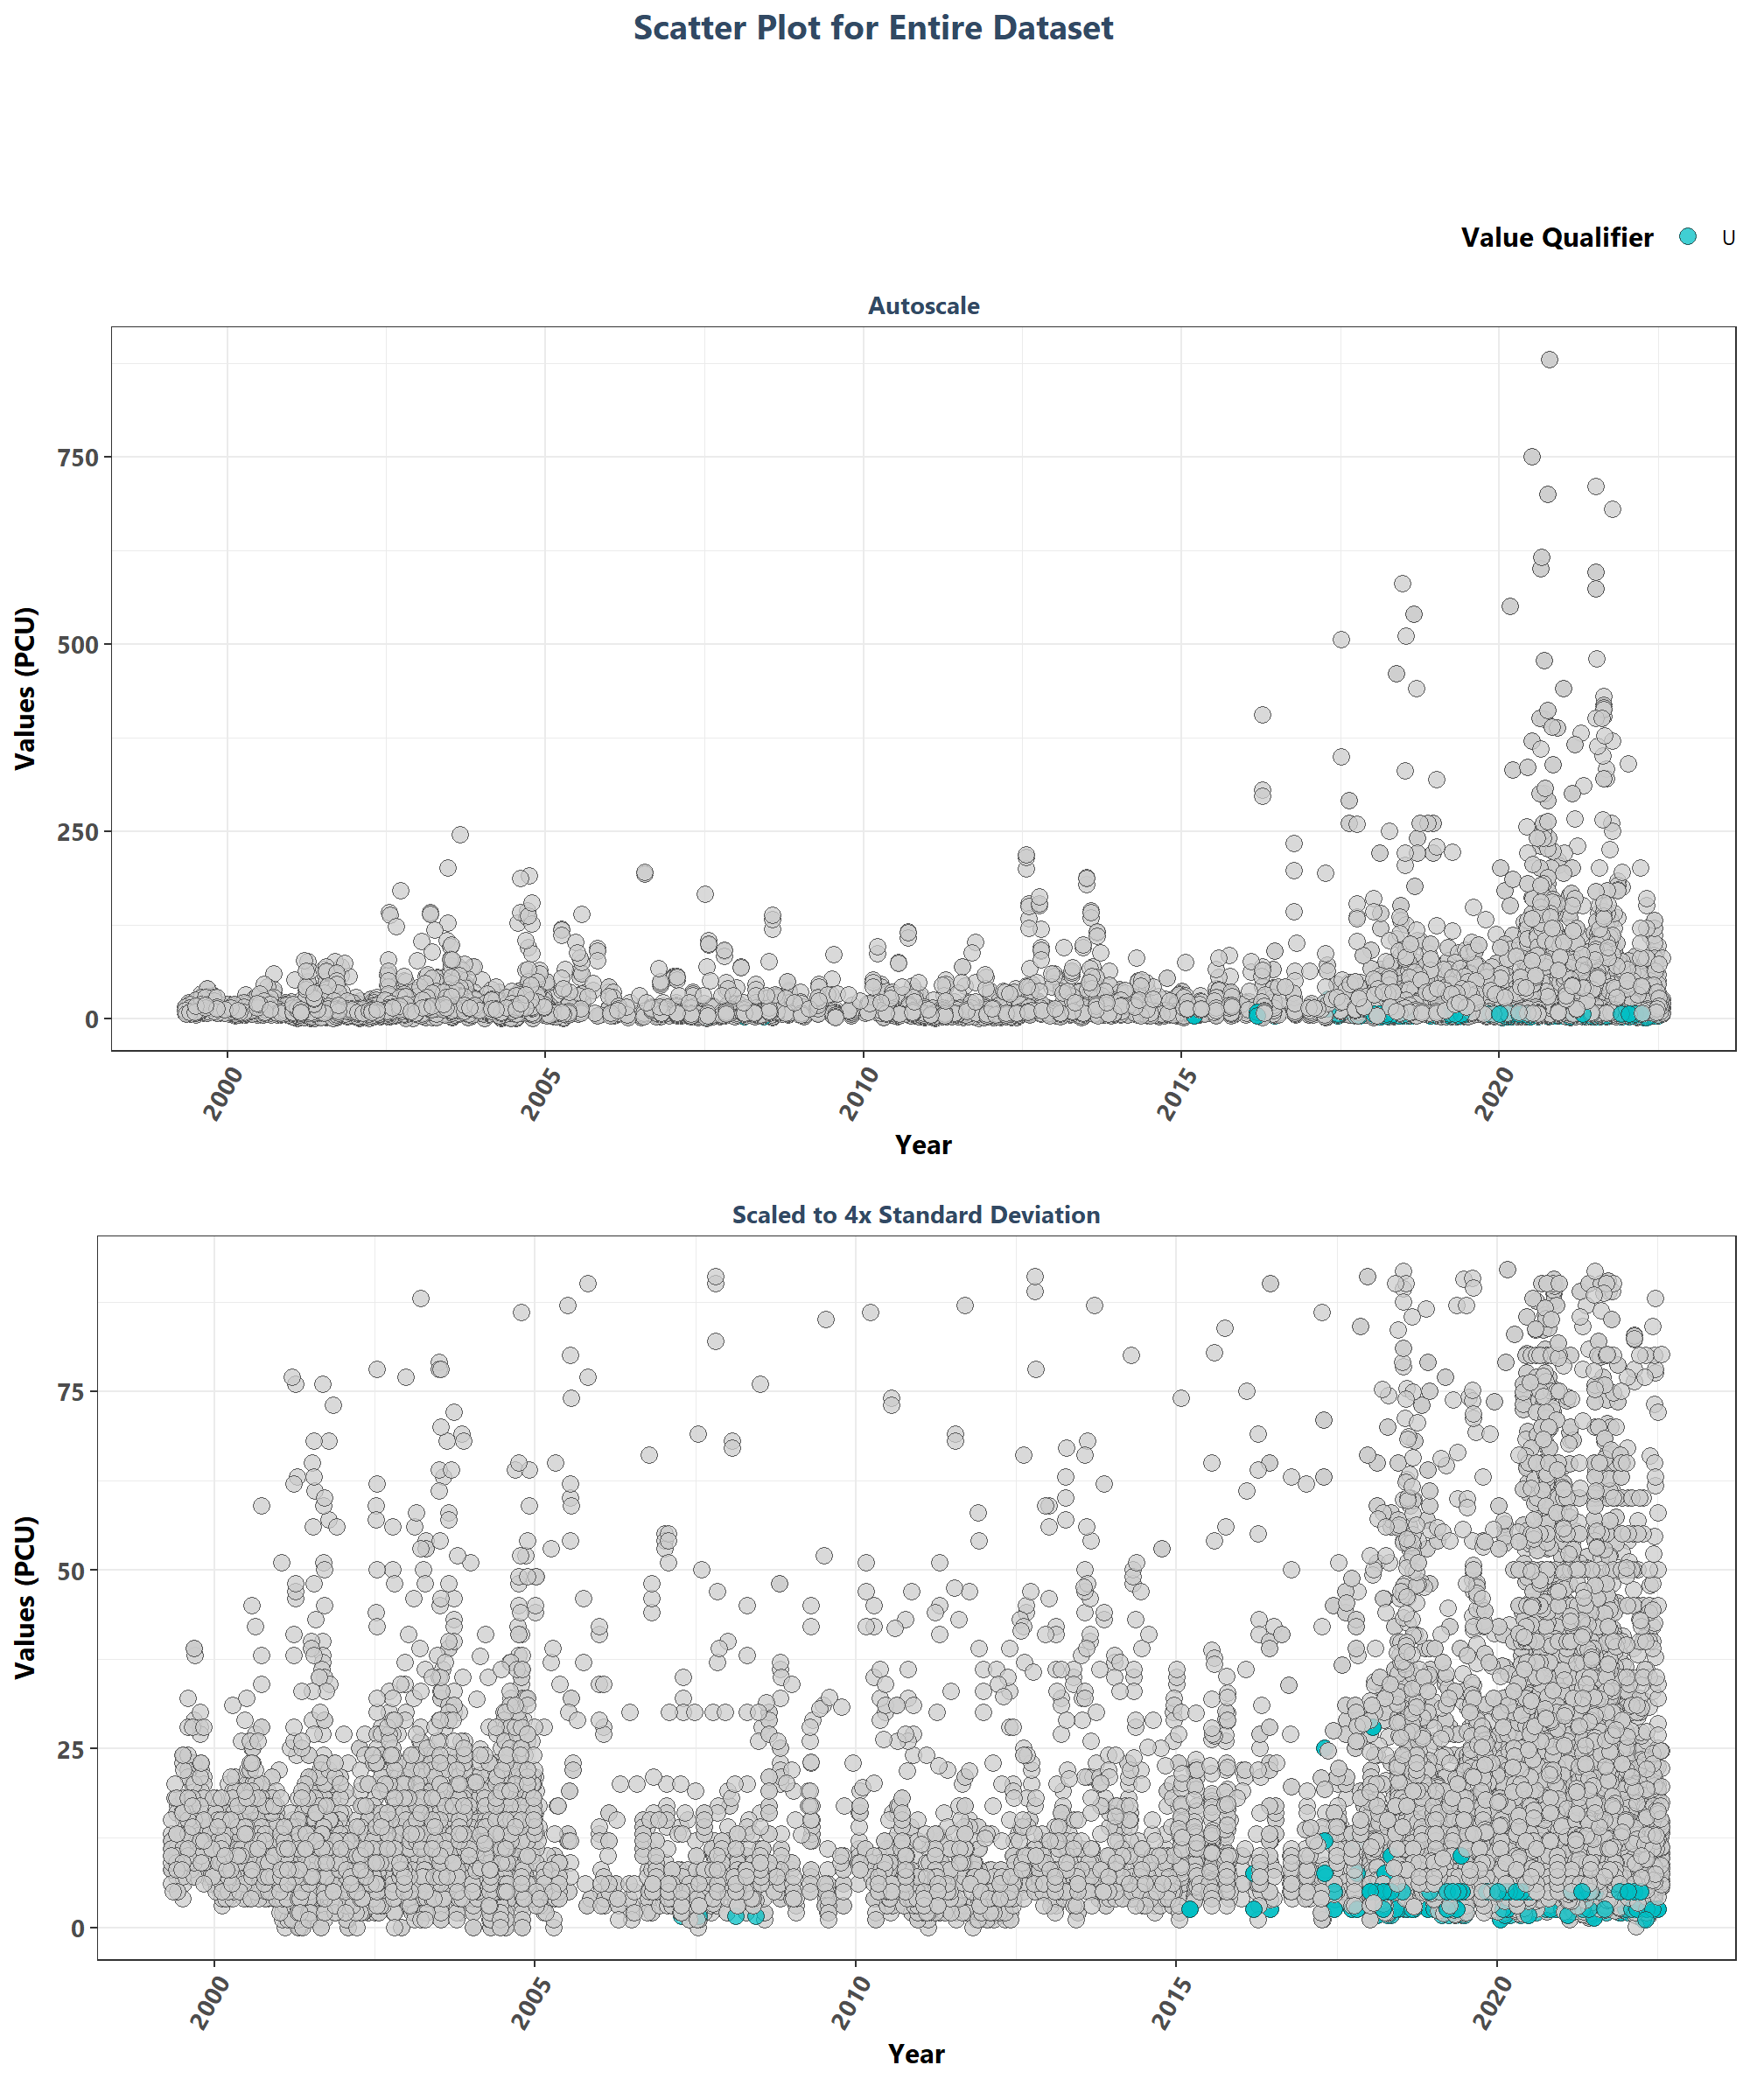 Scatter Plot for Entire Dataset
Value Qualifier U
Autoscale
Values (PCU)
750
500
250
0
2000 2005 2010 2015 2020
Year
Scaled to 4x Standard Deviation
Values (PCU)
75
50
25
0
2000 2005 2010 2015 2020
Year